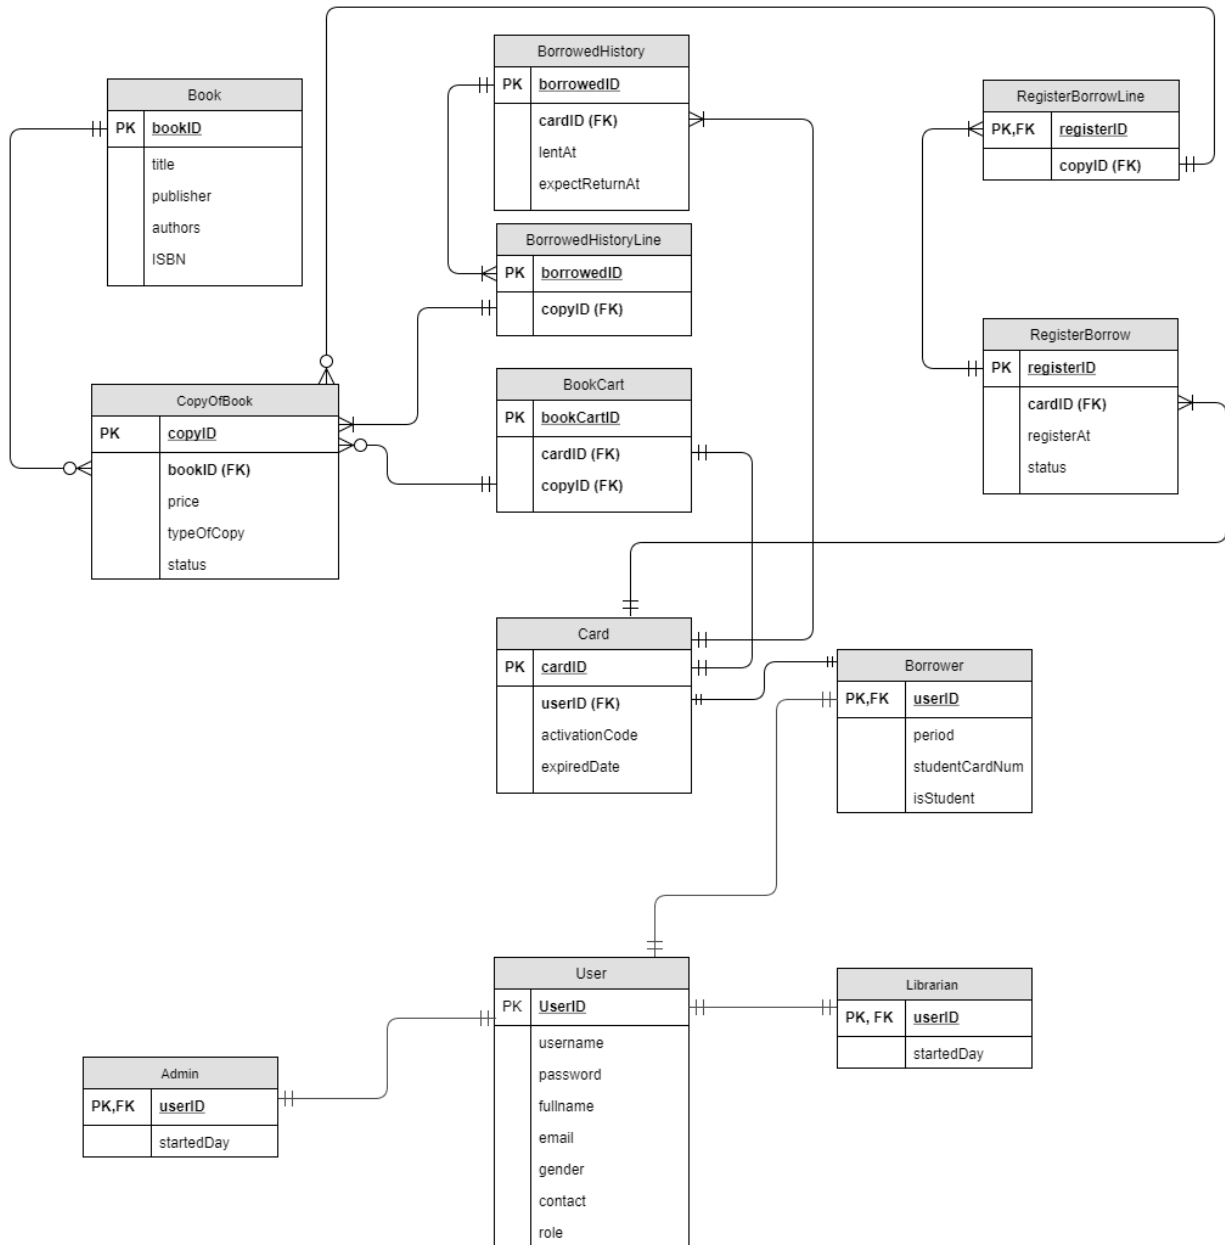 BorrowedHistory
PK borrowedID
cardID (FK)
lentAt
expectReturnAt
Book
PK bookID
title
publisher
authors
ISBN
RegisterBorrowLine
PK,FK registerID
copyID (FK)
BorrowedHistoryLine
PK borrowedID
copyID (FK)
RegisterBorrow
PK registerID
cardID (FK)
registerAt
status
BookCart
PK bookCartID
cardID (FK)
copyID (FK)
CopyOfBook
PK copyID
bookID (FK)
price
typeOfCopy
status
Card
PK cardID
userID (FK)
activationCode
expiredDate
Borrower
PK,FK userID
period
studentCardNum
isStudent
User
PK UserID
username
password
fullname
email
gender
contact
role
Librarian
PK, FK userID
startedDay
Admin
PK,FK userID
startedDay